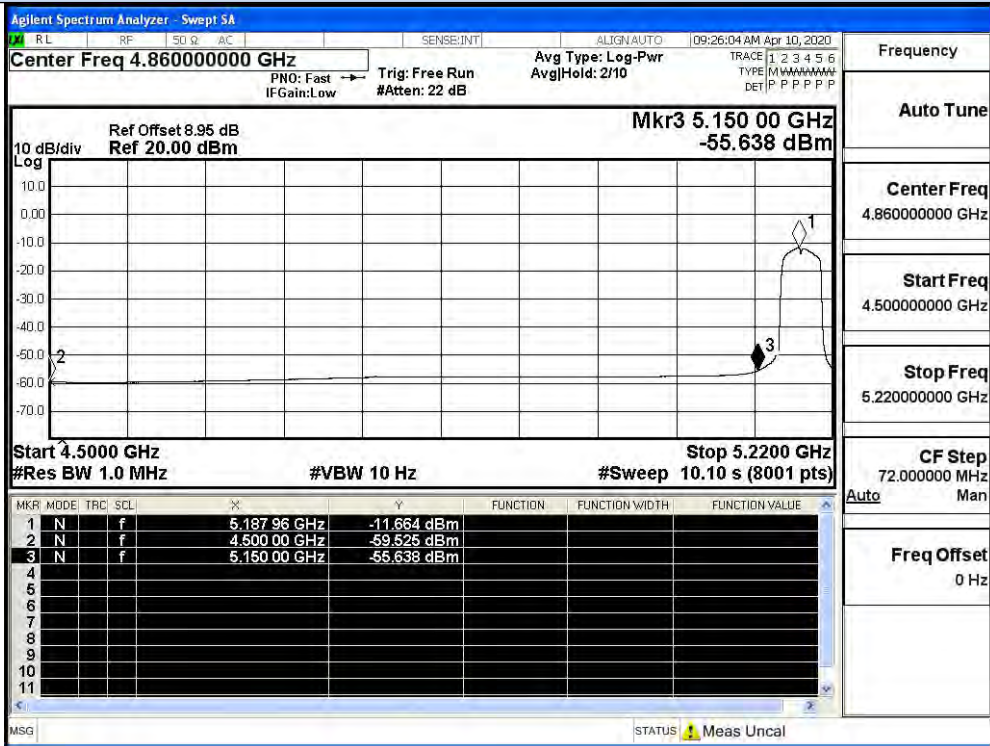 Agilent Spectrum Analyzer - Swept SA
LXI RL RF 50 Ω AC SENSE:INT ALIGNAUTO 09:26:04 AM Apr 10, 2020
Center Freq 4.860000000 GHz
PNO: Fast
IFGain:Low
Trig: Free Run
#Atten: 22 dB
Avg Type: Log-Pwr
Avg|Hold: 2/10
TRACE 1 2 3 4 5 6
TYPE MWWWWW
DET P P P P P P
Mkr3 5.150 00 GHz
-55.638 dBm
Ref Offset 8.95 dB
10 dB/div Ref 20.00 dBm
Log
10.0
0.00
-10.0
-20.0
-30.0
-40.0
-50.0
-60.0
-70.0
1
2
3
Start 4.5000 GHz Stop 5.2200 GHz
#Res BW 1.0 MHz #VBW 10 Hz #Sweep 10.10 s (8001 pts)
MKR MODE TRC SCL X Y FUNCTION FUNCTION WIDTH FUNCTION VALUE
1 N f 5.187 96 GHz -11.664 dBm
2 N f 4.500 00 GHz -59.525 dBm
3 N f 5.150 00 GHz -55.638 dBm
4
5
6
7
8
9
10
11
MSG STATUS Meas Uncal
Frequency
Auto Tune
Center Freq
4.860000000 GHz
Start Freq
4.500000000 GHz
Stop Freq
5.220000000 GHz
CF Step
72.000000 MHz
Auto Man
Freq Offset
0 Hz